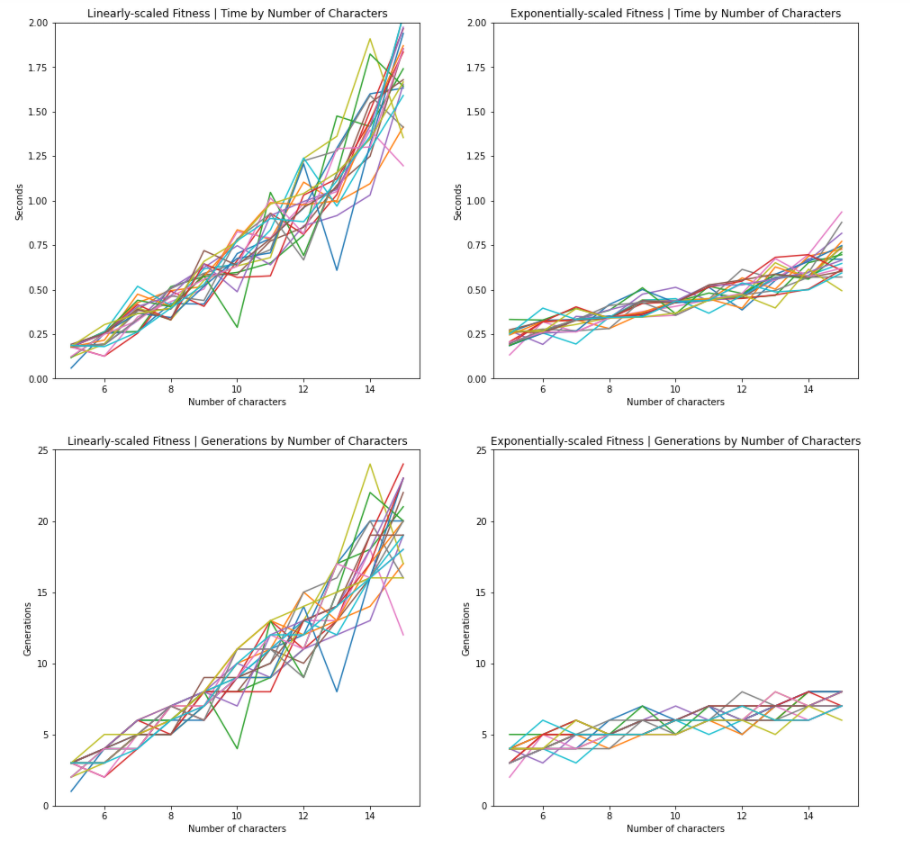 Linearly-scaled Fitness | Time by Number of Characters
2.00
1.75
1.50
1.25
1.00
0.75
0.50
0.25
0.00
Seconds
6 8 10 12 14
Number of characters
Exponentially-scaled Fitness | Time by Number of Characters
2.00
1.75
1.50
1.25
1.00
0.75
0.50
0.25
0.00
Seconds
6 8 10 12 14
Number of characters
Linearly-scaled Fitness | Generations by Number of Characters
25
20
15
10
5
0
Generations
6 8 10 12 14
Number of characters
Exponentially-scaled Fitness | Generations by Number of Characters
25
20
15
10
5
0
Generations
6 8 10 12 14
Number of characters